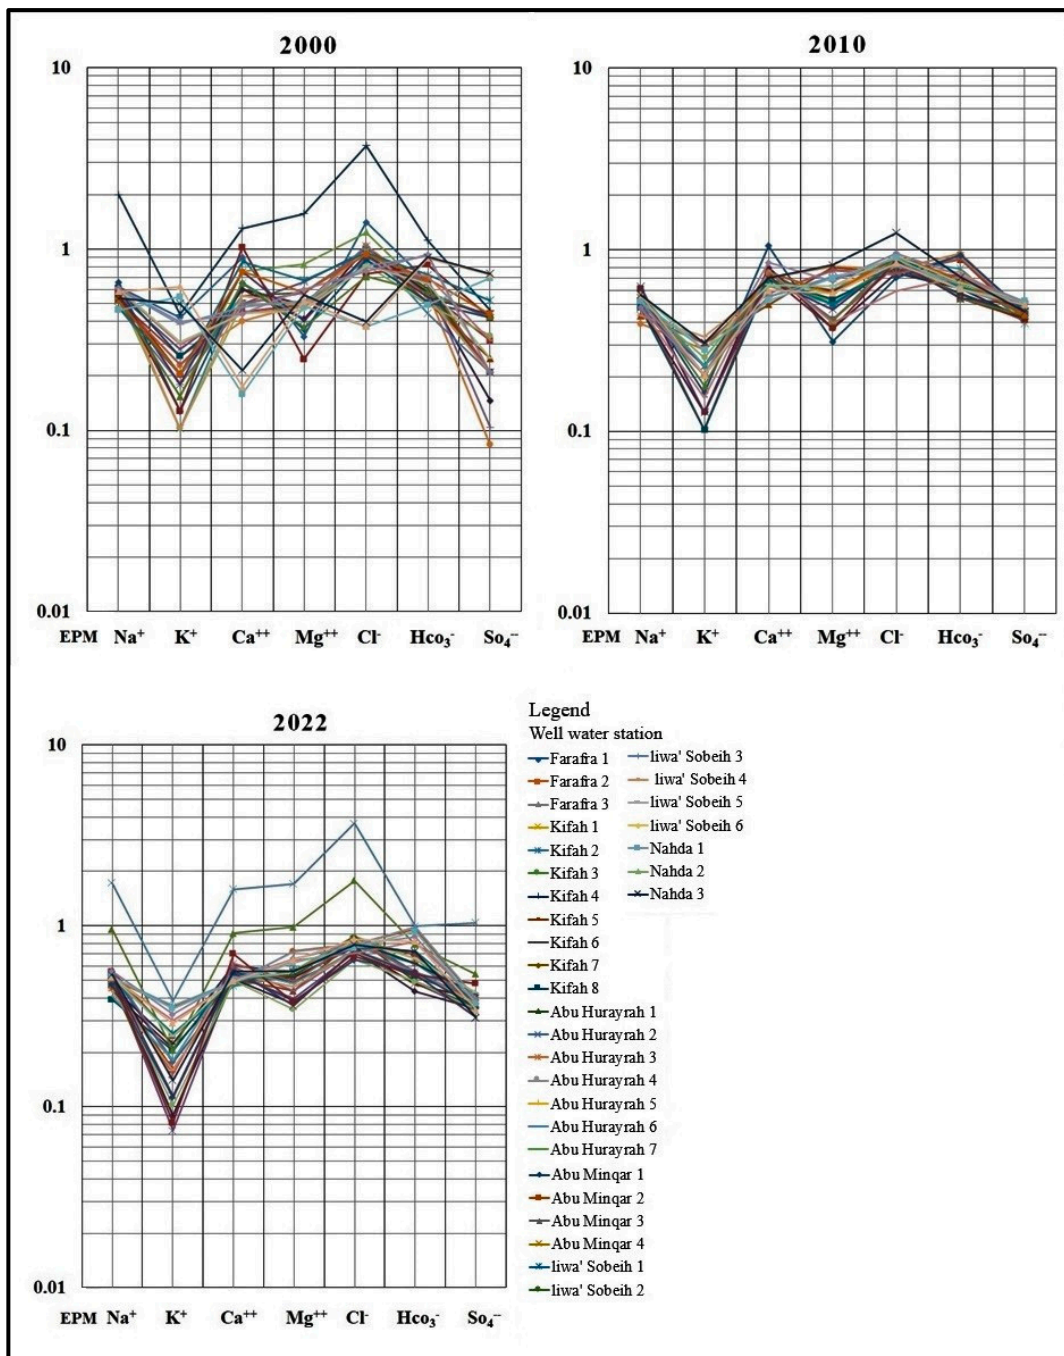 2000
10
1
0.1
0.01
EPM Na⁺ K⁺ Ca⁺⁺ Mg⁺⁺ Cl⁻ Hco₃⁻ So₄⁻⁻
2010
10
1
0.1
0.01
EPM Na⁺ K⁺ Ca⁺⁺ Mg⁺⁺ Cl⁻ Hco₃⁻ So₄⁻⁻
2022
10
1
0.1
0.01
EPM Na⁺ K⁺ Ca⁺⁺ Mg⁺⁺ Cl⁻ Hco₃⁻ So₄⁻⁻
Legend
Well water station
Farafra 1
Farafra 2
Farafra 3
Kifah 1
Kifah 2
Kifah 3
Kifah 4
Kifah 5
Kifah 6
Kifah 7
Kifah 8
Abu Hurayrah 1
Abu Hurayrah 2
Abu Hurayrah 3
Abu Hurayrah 4
Abu Hurayrah 5
Abu Hurayrah 6
Abu Hurayrah 7
Abu Minqar 1
Abu Minqar 2
Abu Minqar 3
Abu Minqar 4
liwa' Sobeih 1
liwa' Sobeih 2
liwa' Sobeih 3
liwa' Sobeih 4
liwa' Sobeih 5
liwa' Sobeih 6
Nahda 1
Nahda 2
Nahda 3